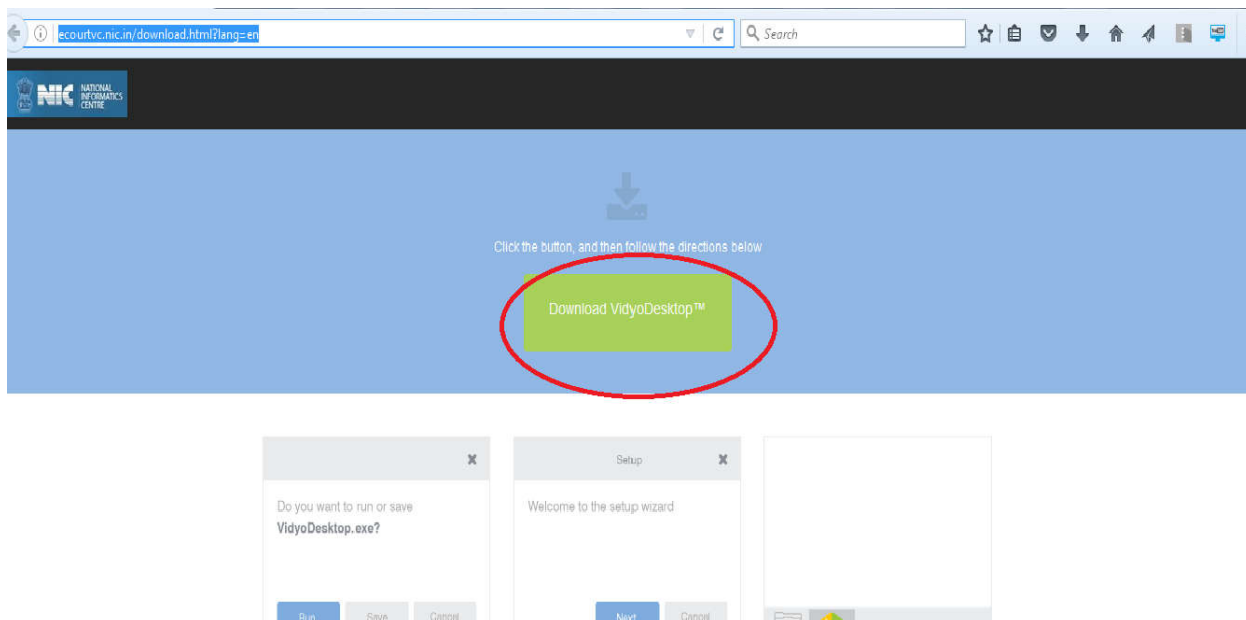 ecourtvc.nic.in/download.html?lang=en
Search
NIC NATIONAL
INFORMATICS
CENTRE
Click the button, and then follow the directions below
Download VidyoDesktop™
Setup
Do you want to run or save
VidyoDesktop.exe?
Welcome to the setup wizard
Run Save Cancel
Next Cancel